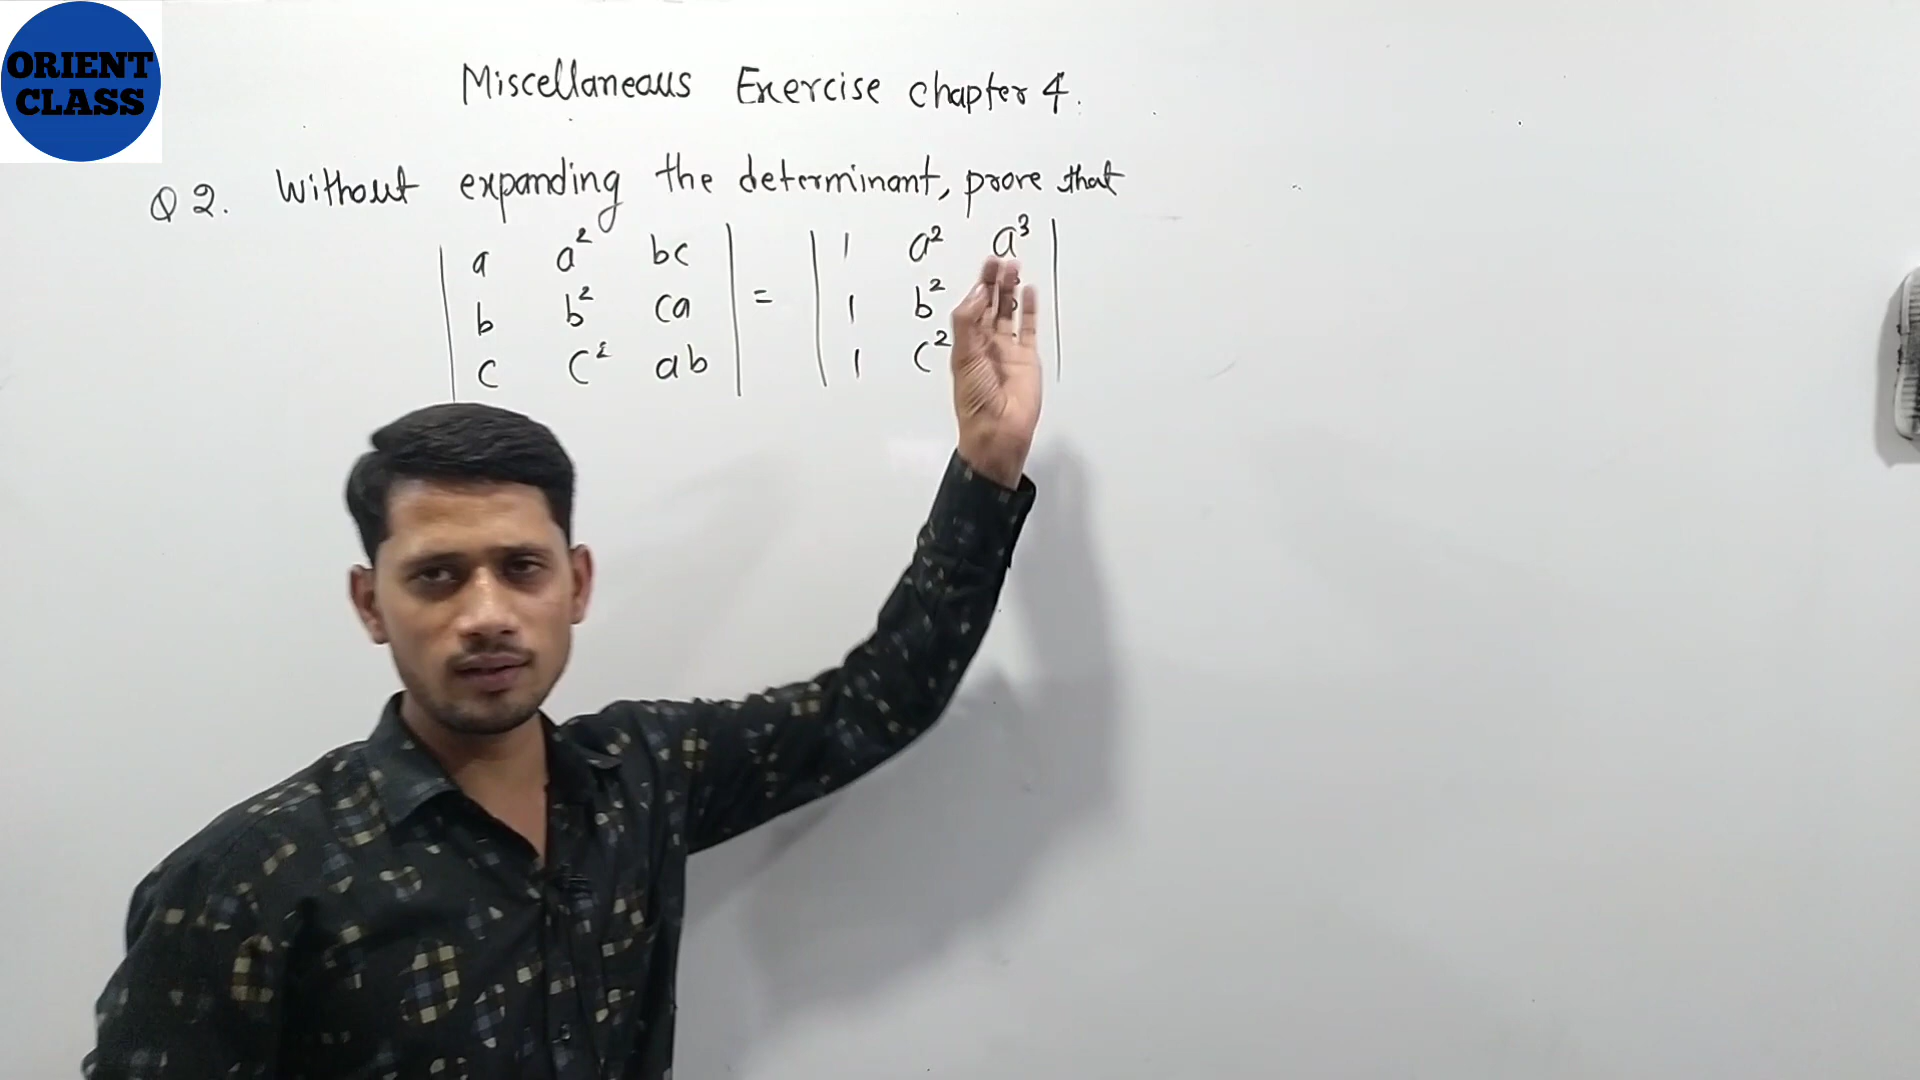 ORIENT
CLASS
Miscellaneous Exercise chapter 4.
Q 2. Without expanding the determinant, prove that
a a² bc 1 a² a³
b b² ca = 1 b²
c c² ab 1 c²